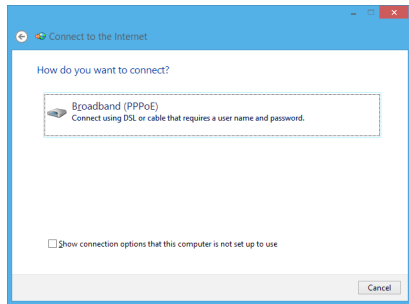 Connect to the Internet
How do you want to connect?
Broadband (PPPoE)
Connect using DSL or cable that requires a user name and password.
Show connection options that this computer is not set up to use
Cancel